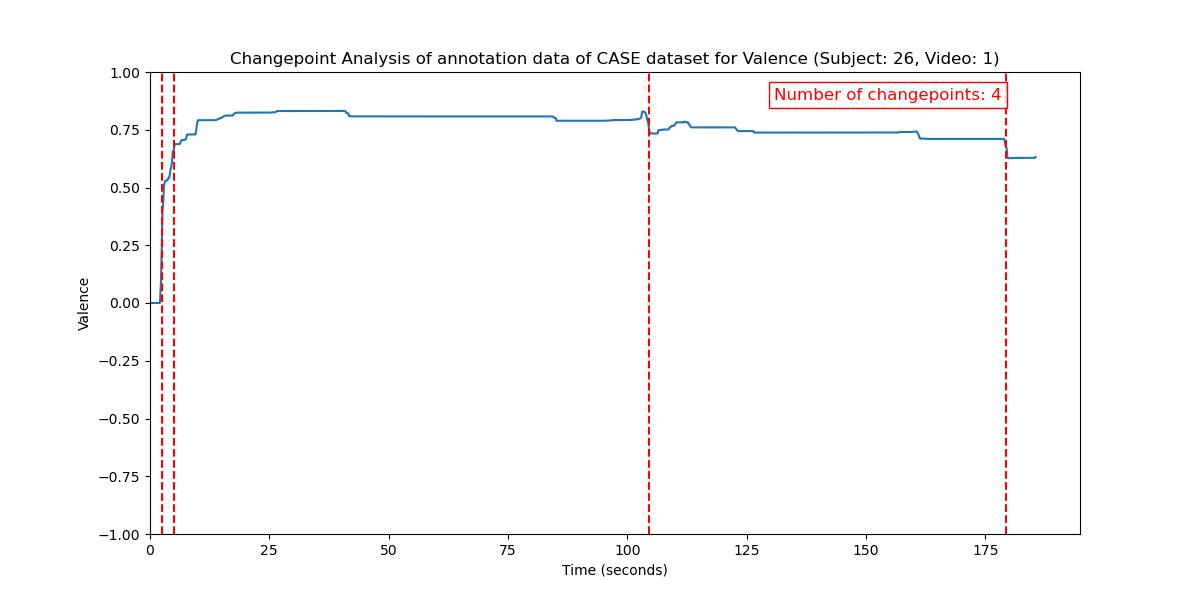 Changepoint Analysis of annotation data of CASE dataset for Valence (Subject: 26, Video: 1)
Number of changepoints: 4
1.00
0.75
0.50
0.25
0.00
−0.25
−0.50
−0.75
−1.00
Valence
0 25 50 75 100 125 150 175
Time (seconds)